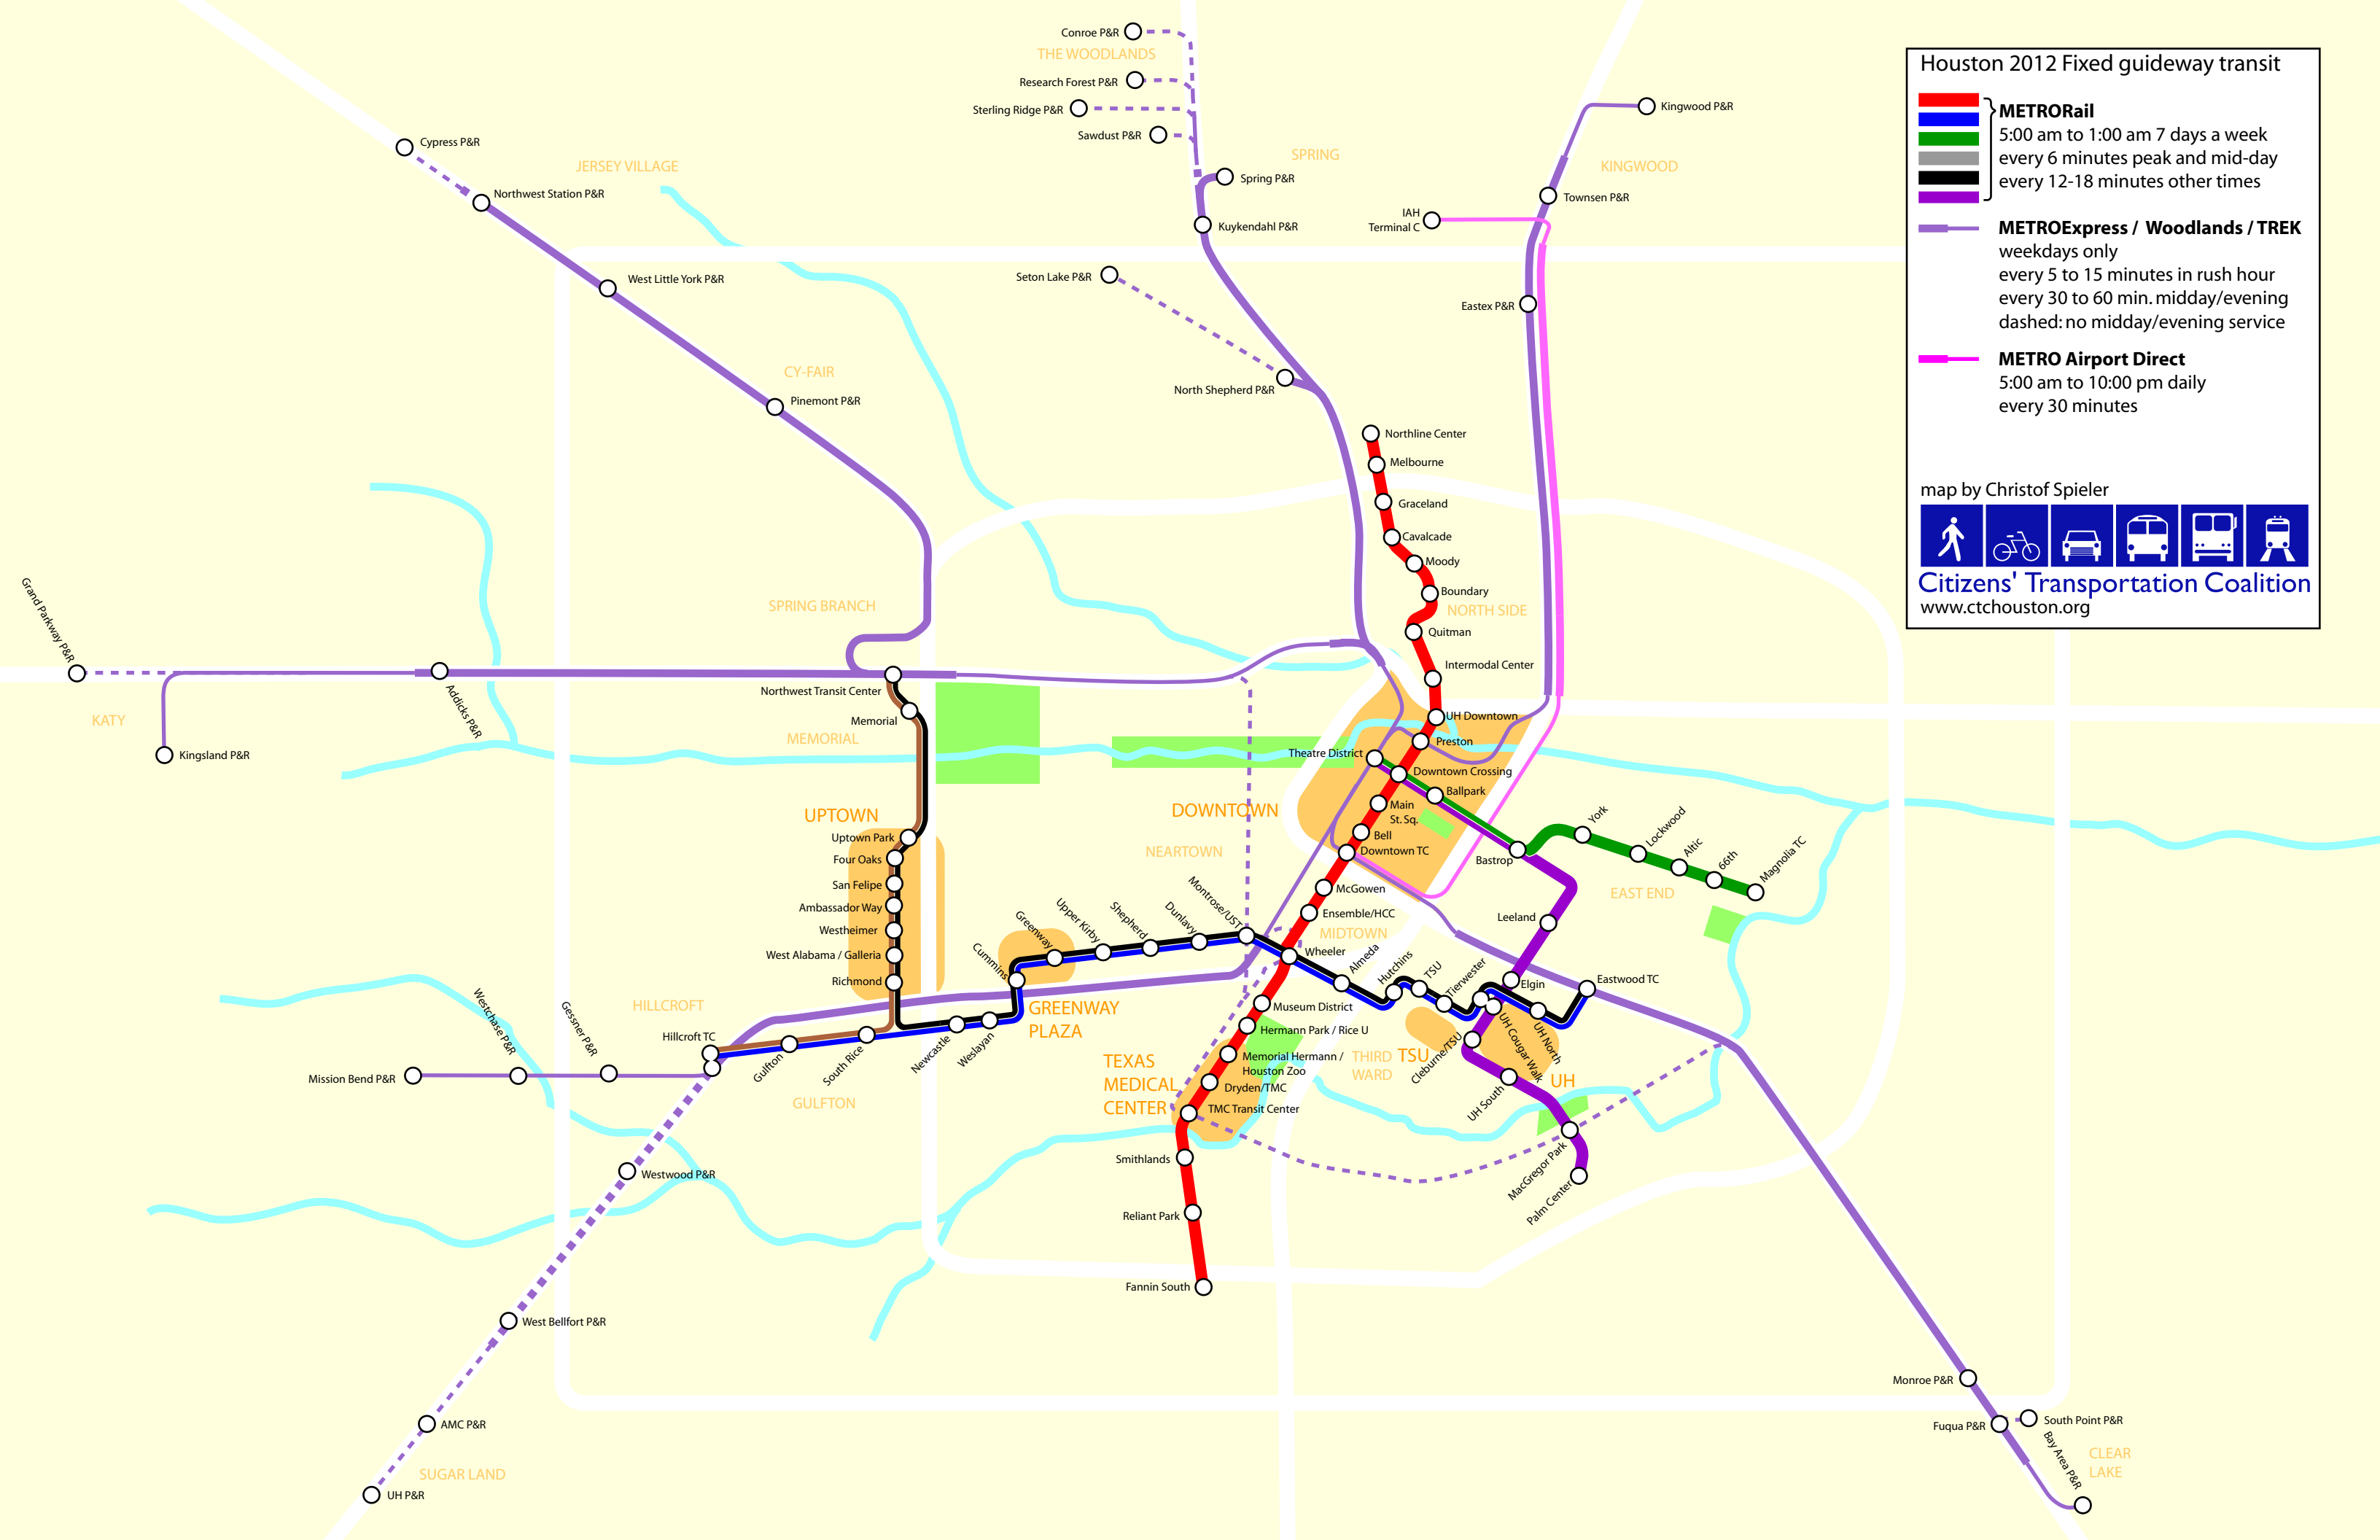 Conroe P&R
THE WOODLANDS
Research Forest P&R
Sterling Ridge P&R
Sawdust P&R
SPRING
Spring P&R
Kuykendahl P&R
Seton Lake P&R
North Shepherd P&R
Kingwood P&R
KINGWOOD
Townsen P&R
IAH
Terminal C
Eastex P&R
Cypress P&R
JERSEY VILLAGE
Northwest Station P&R
West Little York P&R
CY-FAIR
Pinemont P&R
Houston 2012 Fixed guideway transit
METRORail
5:00 am to 1:00 am 7 days a week
every 6 minutes peak and mid-day
every 12-18 minutes other times
METROExpress / Woodlands / TREK
weekdays only
every 5 to 15 minutes in rush hour
every 30 to 60 min. midday/evening
dashed: no midday/evening service
METRO Airport Direct
5:00 am to 10:00 pm daily
every 30 minutes
map by Christof Spieler
Citizens' Transportation Coalition
www.ctchouston.org
Northline Center
Melbourne
Graceland
Cavalcade
Moody
Boundary
NORTH SIDE
Quitman
Intermodal Center
UH Downtown
Preston
Theatre District
Downtown Crossing
Ballpark
Main
St. Sq.
Bell
Downtown TC
DOWNTOWN
McGowen
Ensemble/HCC
MIDTOWN
Wheeler
Museum District
Hermann Park / Rice U
Memorial Hermann /
Houston Zoo
Dryden/TMC
TMC Transit Center
TEXAS
MEDICAL
CENTER
Smithlands
Reliant Park
Fannin South
Grand Parkway P&R
KATY
Kingsland P&R
Addicks P&R
SPRING BRANCH
Northwest Transit Center
Memorial
MEMORIAL
UPTOWN
Uptown Park
Four Oaks
San Felipe
Ambassador Way
Westheimer
West Alabama / Galleria
Richmond
NEARTOWN
Cummins
Greenway
Upper Kirby
Shepherd
Dunlavy
Montrose/UST
GREENWAY
PLAZA
HILLCROFT
Hillcroft TC
Gulfton
South Rice
Newcastle
Weslayan
GULFTON
Westchase P&R
Gessner P&R
Mission Bend P&R
Westwood P&R
West Bellfort P&R
AMC P&R
SUGAR LAND
UH P&R
Bastrop
York
Lockwood
Altic
66th
Magnolia TC
EAST END
Leeland
Almeda
Hutchins
TSU
Tierwester
Elgin
Eastwood TC
THIRD
WARD
TSU
Cleburne/TSU
UH Cougar Walk
UH North
UH
UH South
MacGregor Park
Palm Center
Monroe P&R
Fuqua P&R
South Point P&R
Bay Area P&R
CLEAR
LAKE